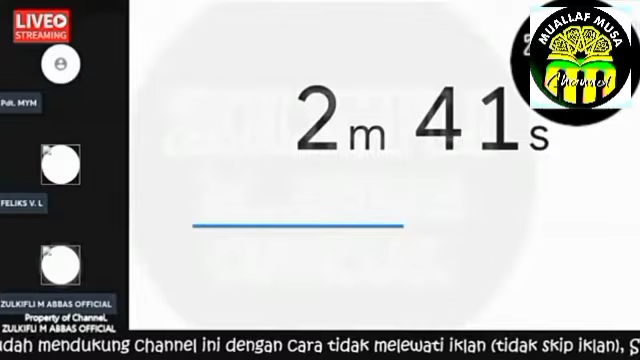 LIVE
STREAMING
MUALLAF MUSA
Channel
Pdt. MYM
2m 41s
FELIKS V. L
ZULKIFLI M ABBAS OFFICIAL
Property of Channel
ZULKIFLI M ABBAS OFFICIAL
udah mendukung Channel ini dengan Cara tidak melewati iklan (tidak skip iklan), S